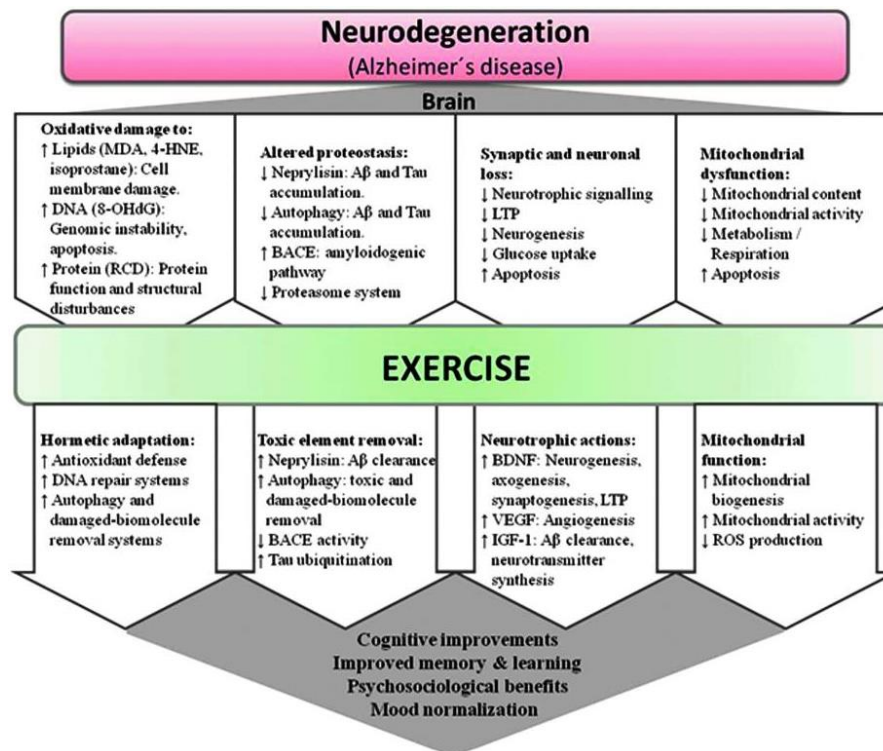 Neurodegeneration
(Alzheimer´s disease)
Brain
Oxidative damage to:
↑ Lipids (MDA, 4-HNE,
isoprostane): Cell
membrane damage.
↑ DNA (8-OHdG):
Genomic instability,
apoptosis.
↑ Protein (RCD): Protein
function and structural
disturbances
Altered proteostasis:
↓ Neprylisin: Aβ and Tau
accumulation.
↓ Autophagy: Aβ and Tau
accumulation.
↑ BACE: amyloidogenic
pathway
↓ Proteasome system
Synaptic and neuronal
loss:
↓ Neurotrophic signalling
↓ LTP
↓ Neurogenesis
↓ Glucose uptake
↑ Apoptosis
Mitochondrial
dysfunction:
↓ Mitochondrial content
↓ Mitochondrial activity
↓ Metabolism /
Respiration
↑ Apoptosis
EXERCISE
Hormetic adaptation:
↑ Antioxidant defense
↑ DNA repair systems
↑ Autophagy and
damaged-biomolecule
removal systems
Toxic element removal:
↑ Neprylisin: Aβ clearance
↑ Autophagy: toxic and
damaged-biomolecule
removal
↓ BACE activity
↑ Tau ubiquitination
Neurotrophic actions:
↑ BDNF: Neurogenesis,
axogenesis,
synaptogenesis, LTP
↑ VEGF: Angiogenesis
↑ IGF-1: Aβ clearance,
neurotransmitter
synthesis
Mitochondrial
function:
↑ Mitochondrial
biogenesis
↑ Mitochondrial activity
↓ ROS production
Cognitive improvements
Improved memory & learning
Psychosociological benefits
Mood normalization